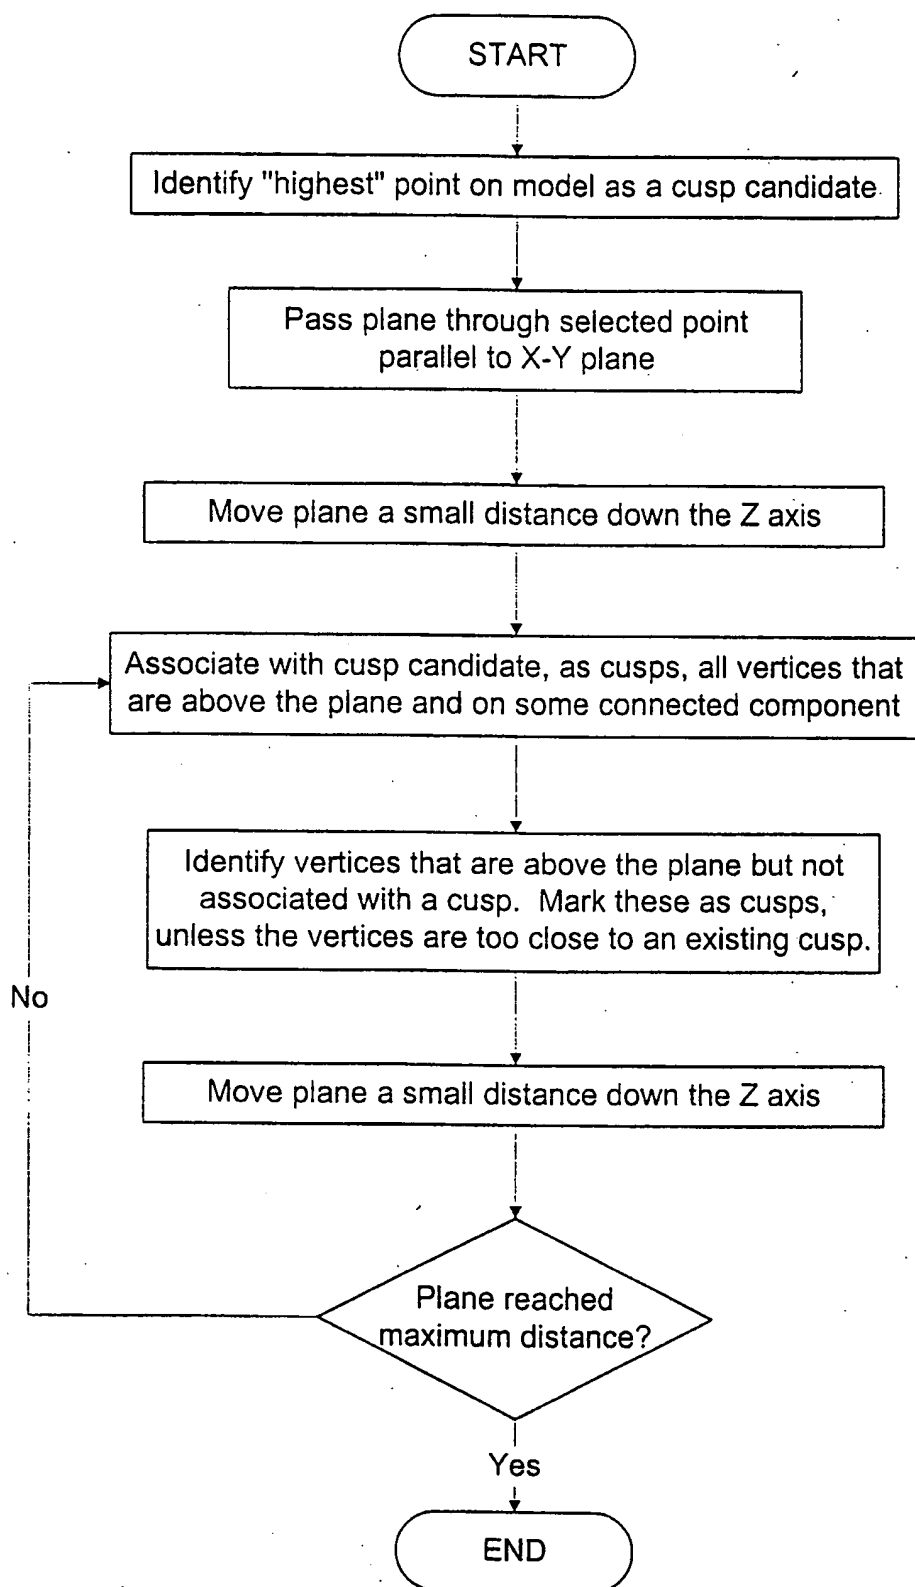 START
Identify "highest" point on model as a cusp candidate
Pass plane through selected point
parallel to X-Y plane
Move plane a small distance down the Z axis
Associate with cusp candidate, as cusps, all vertices that
are above the plane and on some connected component
Identify vertices that are above the plane but not
associated with a cusp. Mark these as cusps,
unless the vertices are too close to an existing cusp.
No
Move plane a small distance down the Z axis
Plane reached
maximum distance?
Yes
END